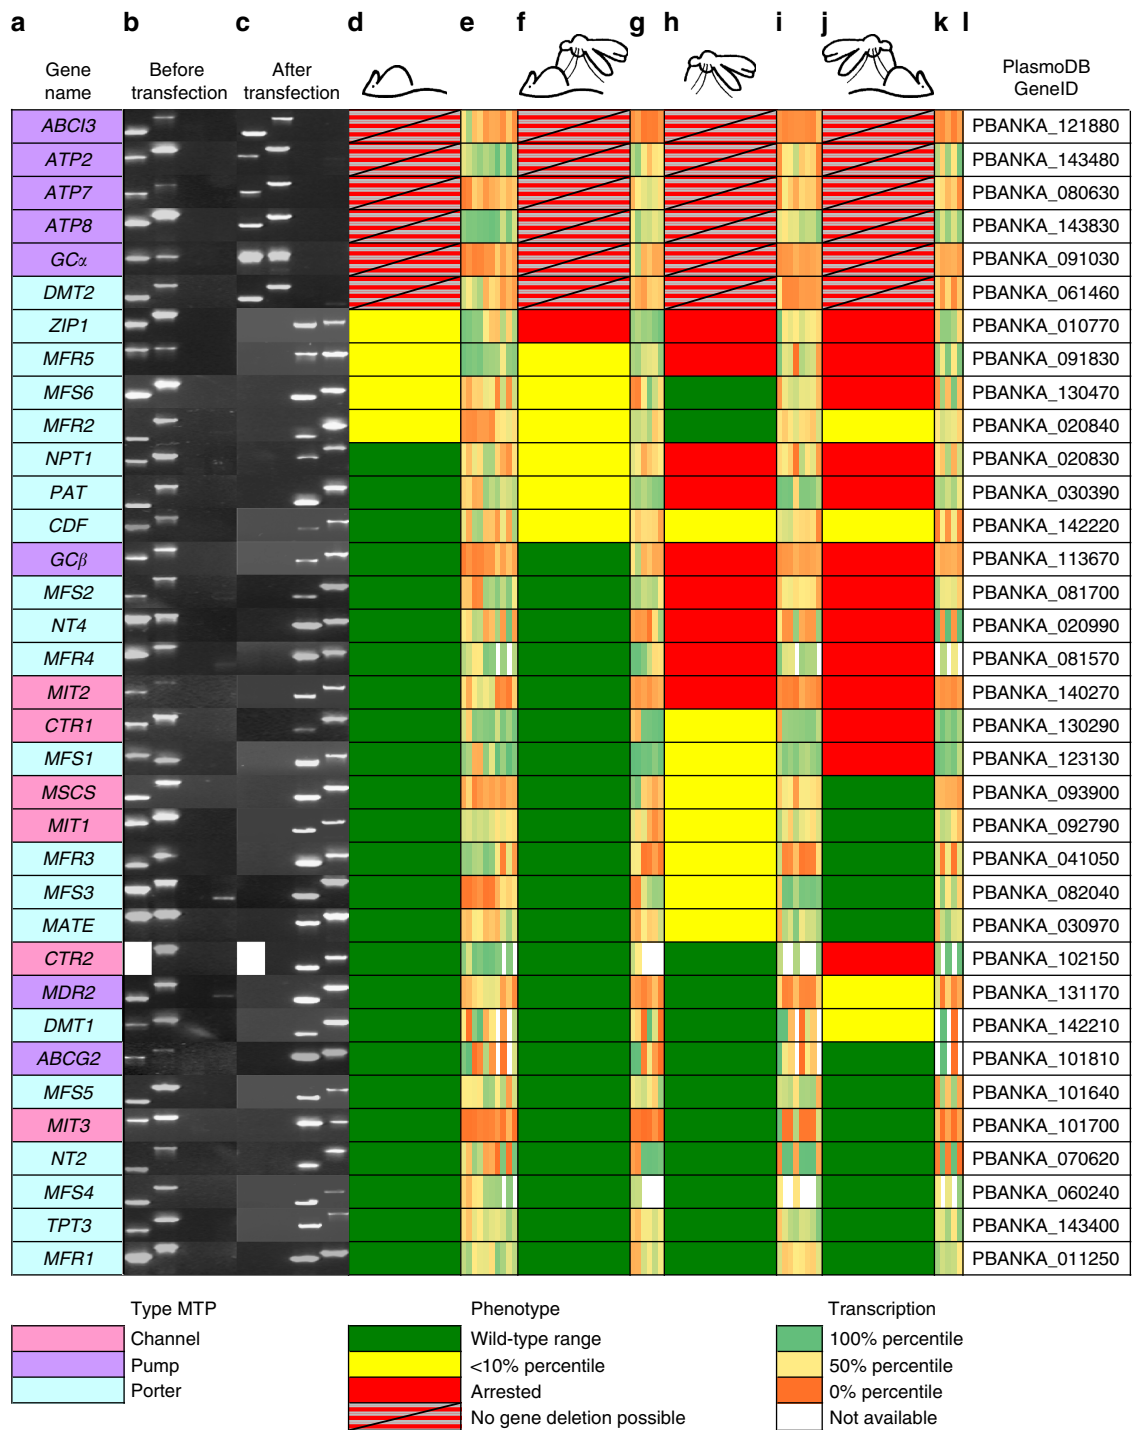 a b c d e f g h i j k l
Gene name
Before transfection
After transfection
PlasmoDB GeneID
ABCI3 PBANKA_121880
ATP2 PBANKA_143480
ATP7 PBANKA_080630
ATP8 PBANKA_143830
GCα PBANKA_091030
DMT2 PBANKA_061460
ZIP1 PBANKA_010770
MFR5 PBANKA_091830
MFS6 PBANKA_130470
MFR2 PBANKA_020840
NPT1 PBANKA_020830
PAT PBANKA_030390
CDF PBANKA_142220
GCβ PBANKA_113670
MFS2 PBANKA_081700
NT4 PBANKA_020990
MFR4 PBANKA_081570
MIT2 PBANKA_140270
CTR1 PBANKA_130290
MFS1 PBANKA_123130
MSCS PBANKA_093900
MIT1 PBANKA_092790
MFR3 PBANKA_041050
MFS3 PBANKA_082040
MATE PBANKA_030970
CTR2 PBANKA_102150
MDR2 PBANKA_131170
DMT1 PBANKA_142210
ABCG2 PBANKA_101810
MFS5 PBANKA_101640
MIT3 PBANKA_101700
NT2 PBANKA_070620
MFS4 PBANKA_060240
TPT3 PBANKA_143400
MFR1 PBANKA_011250
Type MTP
Channel
Pump
Porter
Phenotype
Wild-type range
<10% percentile
Arrested
No gene deletion possible
Transcription
100% percentile
50% percentile
0% percentile
Not available